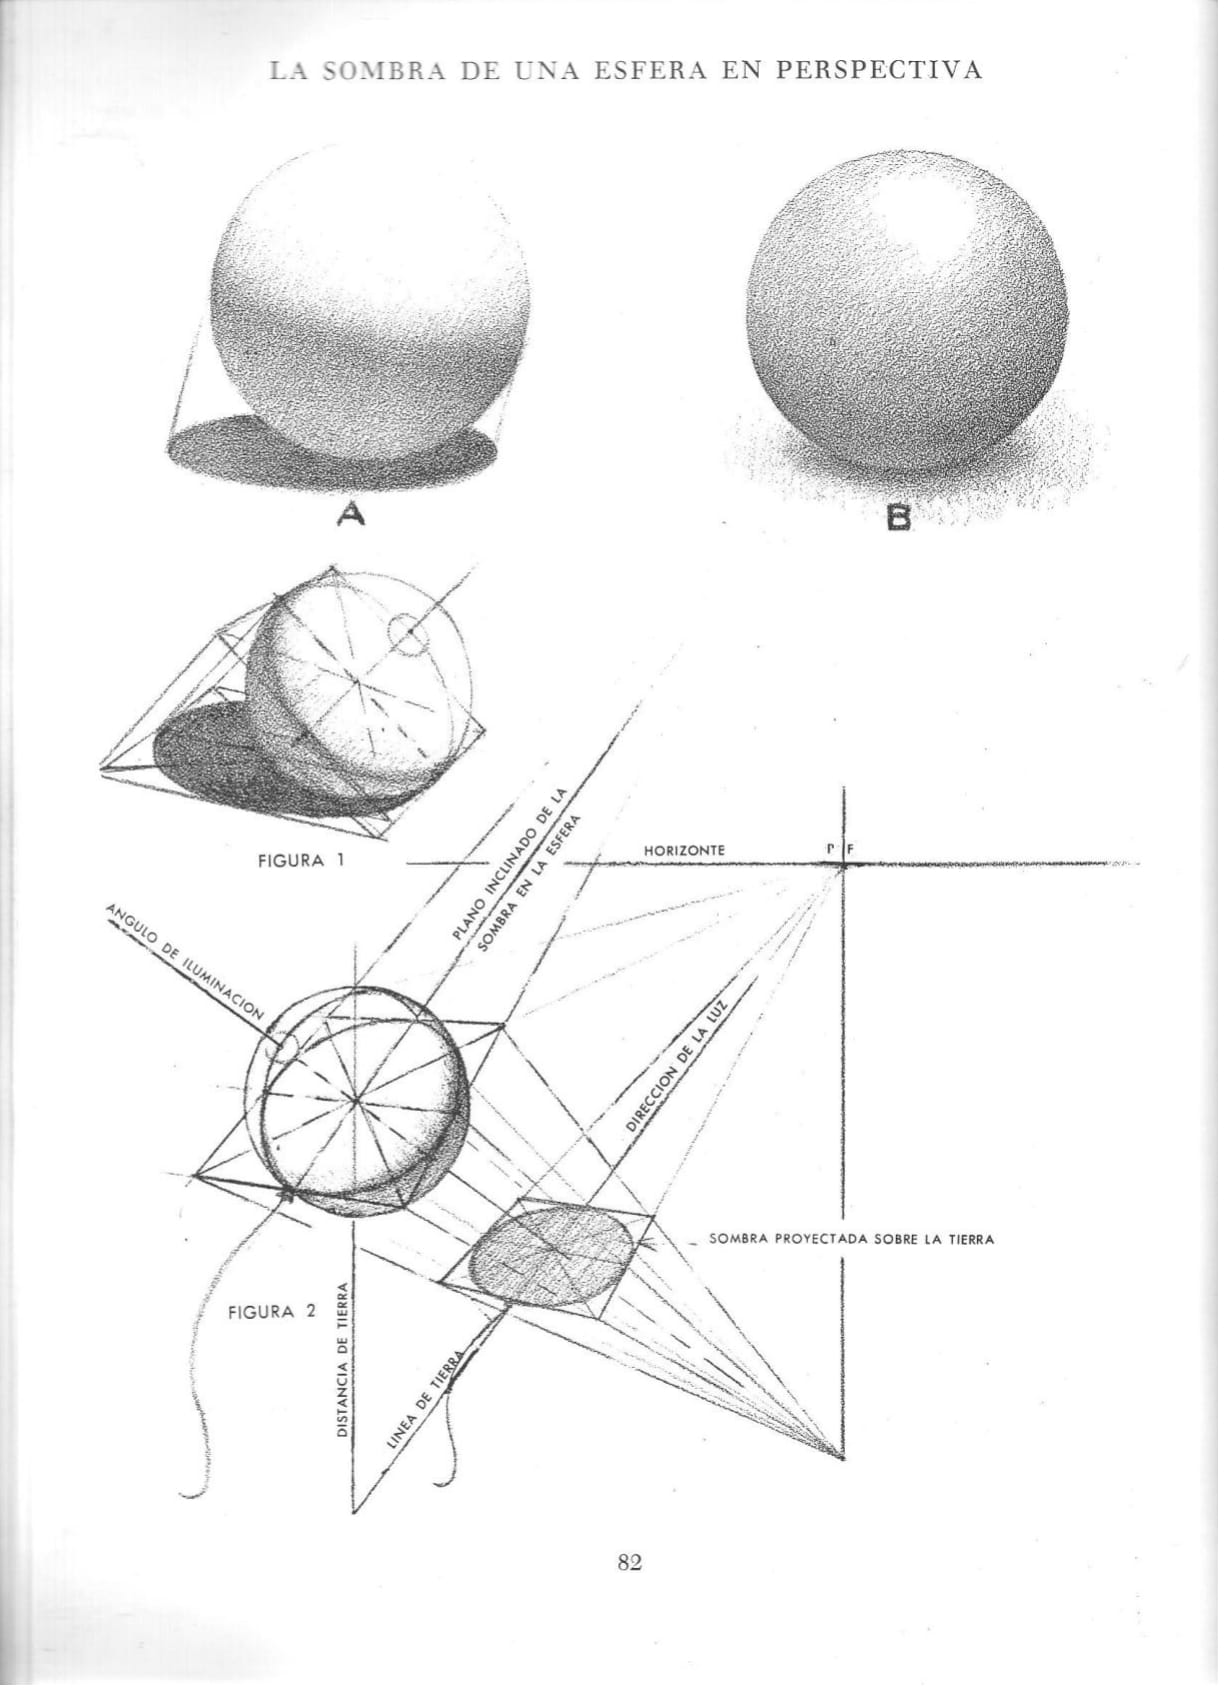 LA SOMBRA DE UNA ESFERA EN PERSPECTIVA
A
B
FIGURA 1
PLANO INCLINADO DE LA
SOMBRA EN LA ESFERA
HORIZONTE
P F
ANGULO DE ILUMINACION
DIRECCION DE LA LUZ
SOMBRA PROYECTADA SOBRE LA TIERRA
FIGURA 2
DISTANCIA DE TIERRA
LINEA DE TIERRA
82